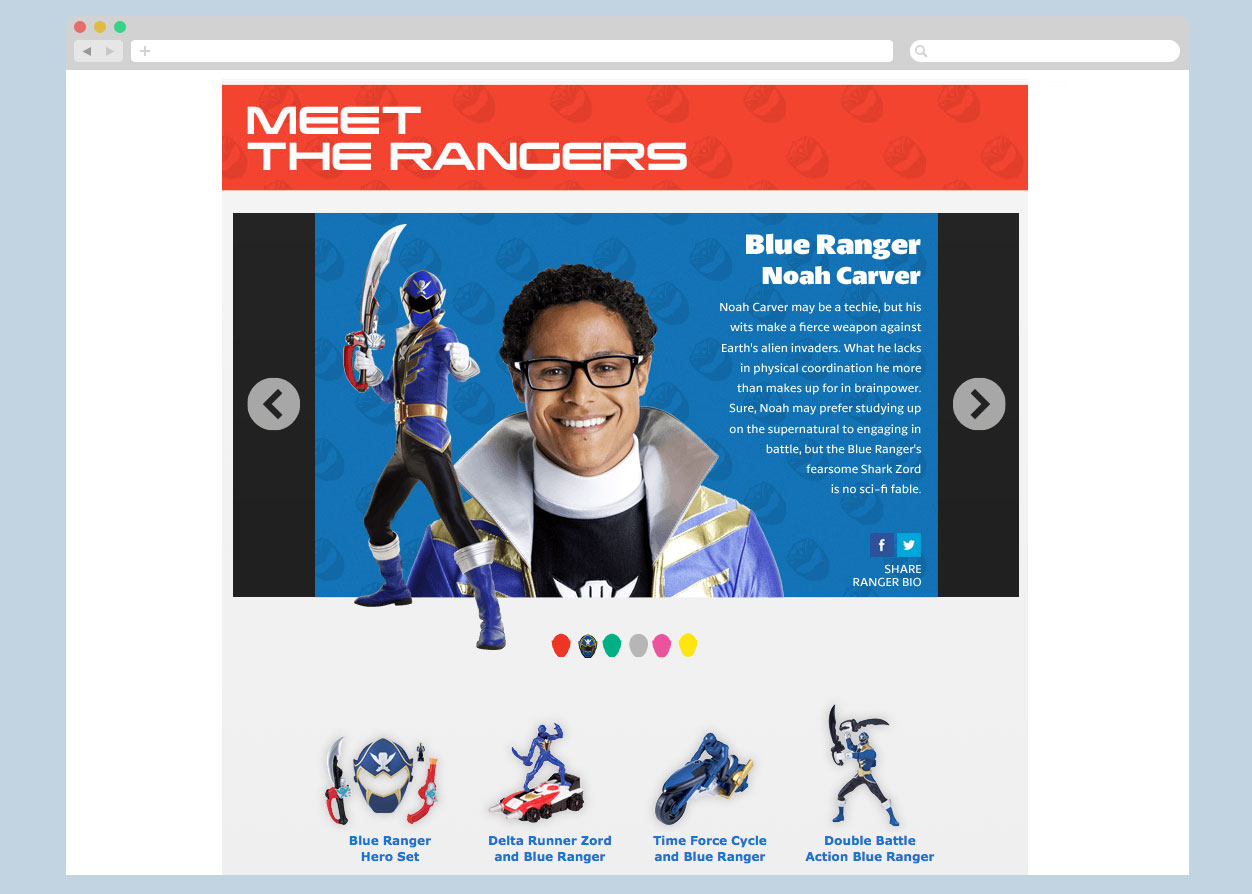 MEET
THE RANGERS
Blue Ranger
Noah Carver
Noah Carver may be a techie, but his
wits make a fierce weapon against
Earth's alien invaders. What he lacks
in physical coordination he more
than makes up for in brainpower.
Sure, Noah may prefer studying up
on the supernatural to engaging in
battle, but the Blue Ranger's
fearsome Shark Zord
is no sci-fi fable.
SHARE
RANGER BIO
Blue Ranger
Hero Set
Delta Runner Zord
and Blue Ranger
Time Force Cycle
and Blue Ranger
Double Battle
Action Blue Ranger